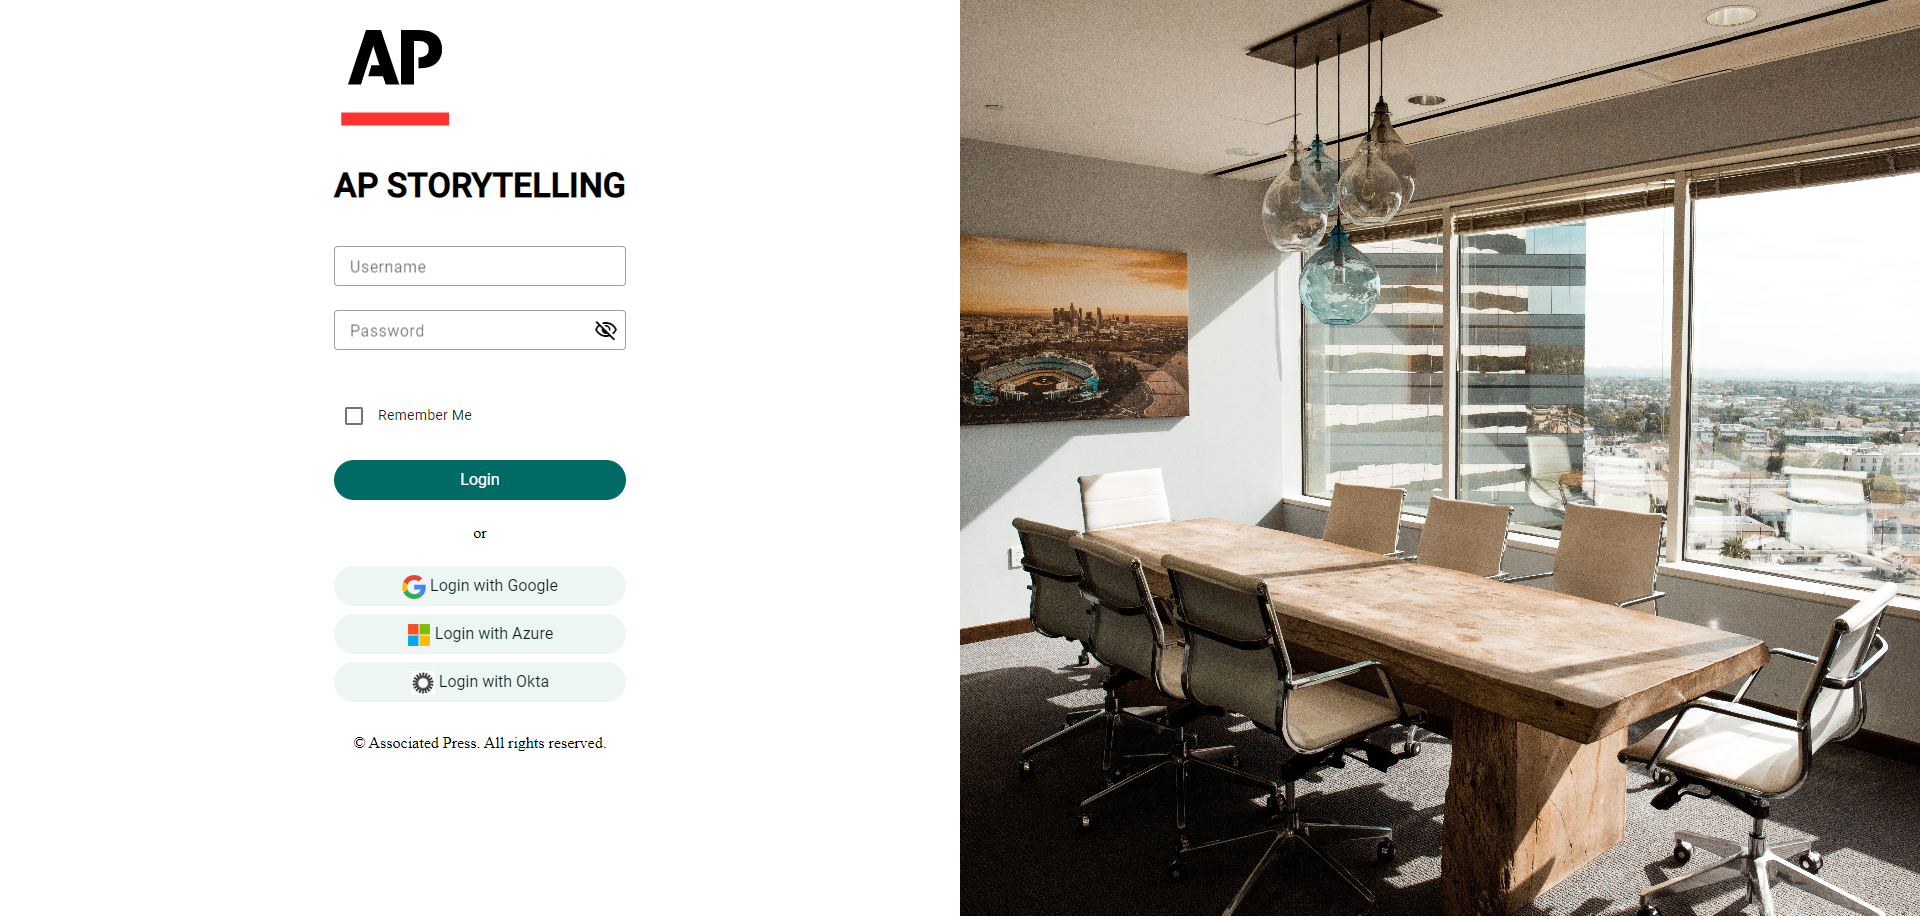 AP
AP STORYTELLING
Username
Password
Remember Me
Login
or
Login with Google
Login with Azure
Login with Okta
© Associated Press. All rights reserved.